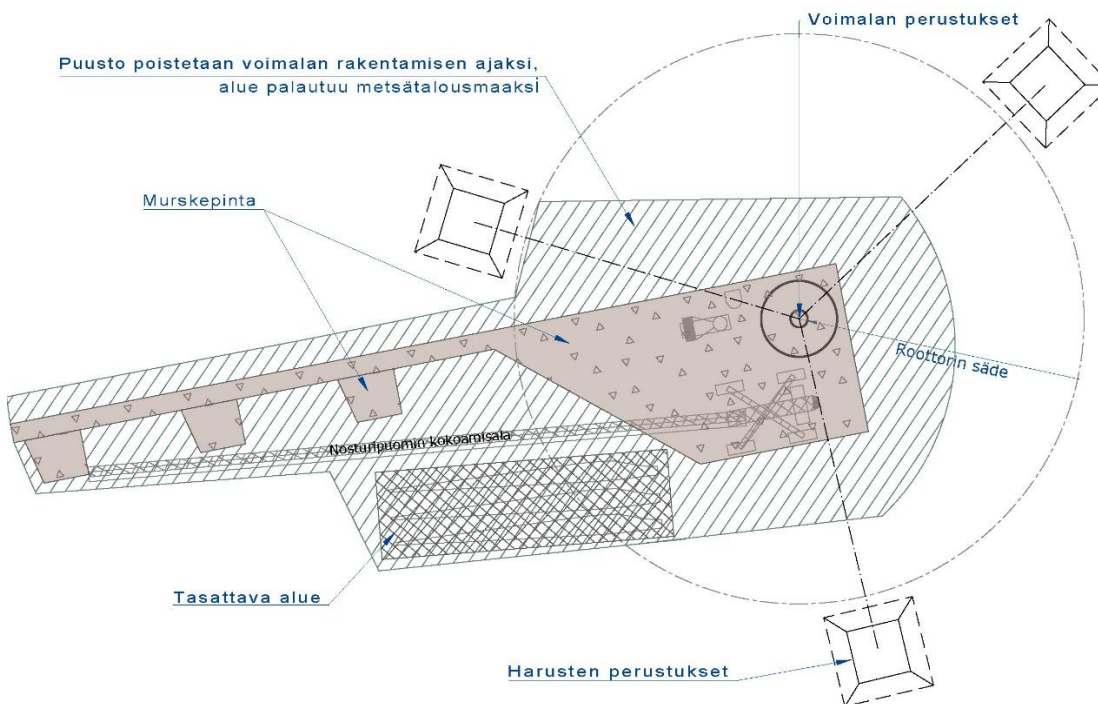 Voimalan perustukset
Puusto poistetaan voimalan rakentamisen ajaksi,
alue palautuu metsätalousmaaksi
Murskepinta
Roottorin säde
Nosturipuomin kokoamisala
Tasattava alue
Harusten perustukset